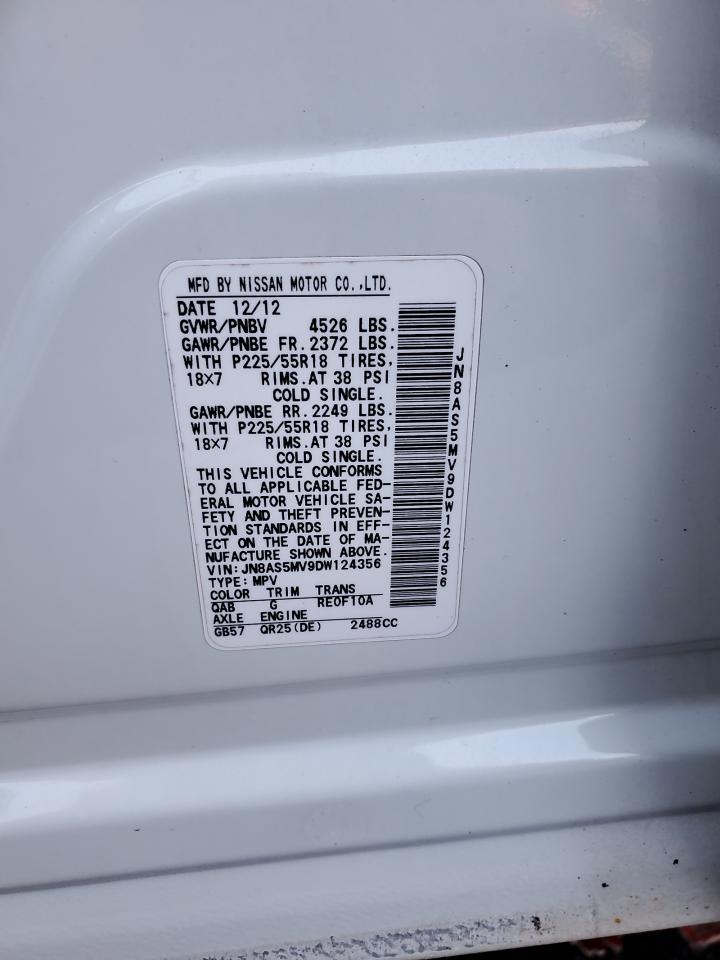 MFD BY NISSAN MOTOR CO.,LTD.
DATE 12/12
GVWR/PNBV 4526 LBS.
GAWR/PNBE FR. 2372 LBS.
WITH P225/55R18 TIRES,
18X7 RIMS.AT 38 PSI
COLD SINGLE.
GAWR/PNBE RR. 2249 LBS.
WITH P225/55R18 TIRES,
18X7 RIMS.AT 38 PSI
COLD SINGLE.
THIS VEHICLE CONFORMS
TO ALL APPLICABLE FED-
ERAL MOTOR VEHICLE SA-
FETY AND THEFT PREVEN-
TION STANDARDS IN EFF-
ECT ON THE DATE OF MA-
NUFACTURE SHOWN ABOVE.
VIN:JN8AS5MV9DW124356
TYPE:MPV
COLOR TRIM TRANS
QAB G RE0F10A
AXLE ENGINE
GB57 QR25(DE) 2488CC
JN8AS5MV9DW124356